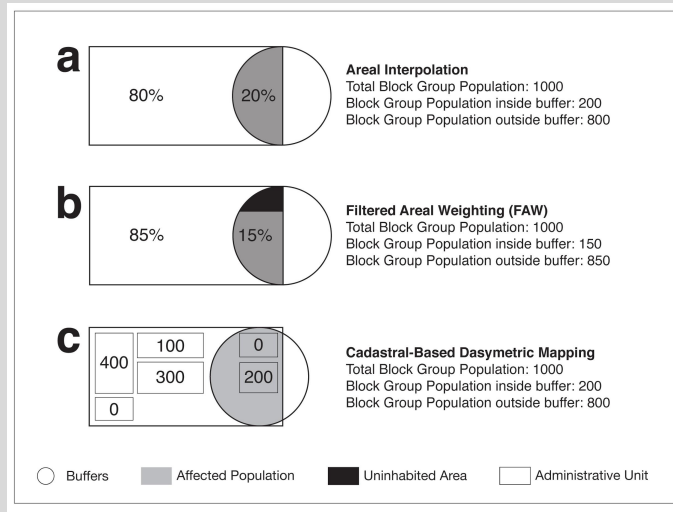 a
80%
20%
Areal Interpolation
Total Block Group Population: 1000
Block Group Population inside buffer: 200
Block Group Population outside buffer: 800
b
85%
15%
Filtered Areal Weighting (FAW)
Total Block Group Population: 1000
Block Group Population inside buffer: 150
Block Group Population outside buffer: 850
c
400
100
0
300
200
0
Cadastral-Based Dasymetric Mapping
Total Block Group Population: 1000
Block Group Population inside buffer: 200
Block Group Population outside buffer: 800
Buffers
Affected Population
Uninhabited Area
Administrative Unit